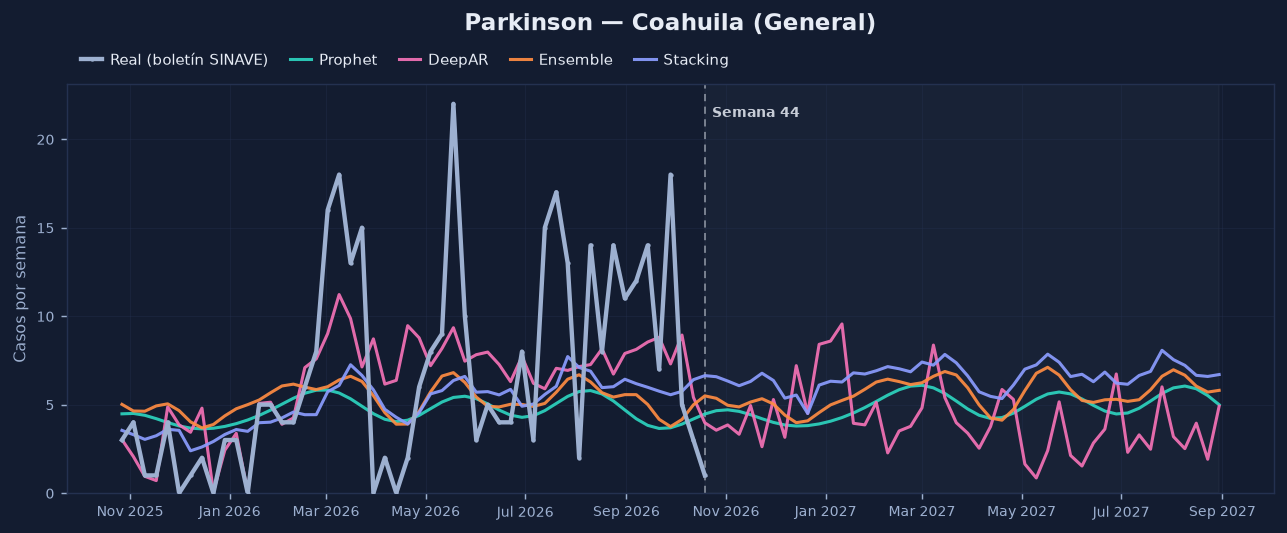 Parkinson — Coahuila (General)
Real (boletín SINAVE) Prophet DeepAR Ensemble Stacking
Semana 44
Casos por semana
20
15
10
5
0
Nov 2025 Jan 2026 Mar 2026 May 2026 Jul 2026 Sep 2026 Nov 2026 Jan 2027 Mar 2027 May 2027 Jul 2027 Sep 2027